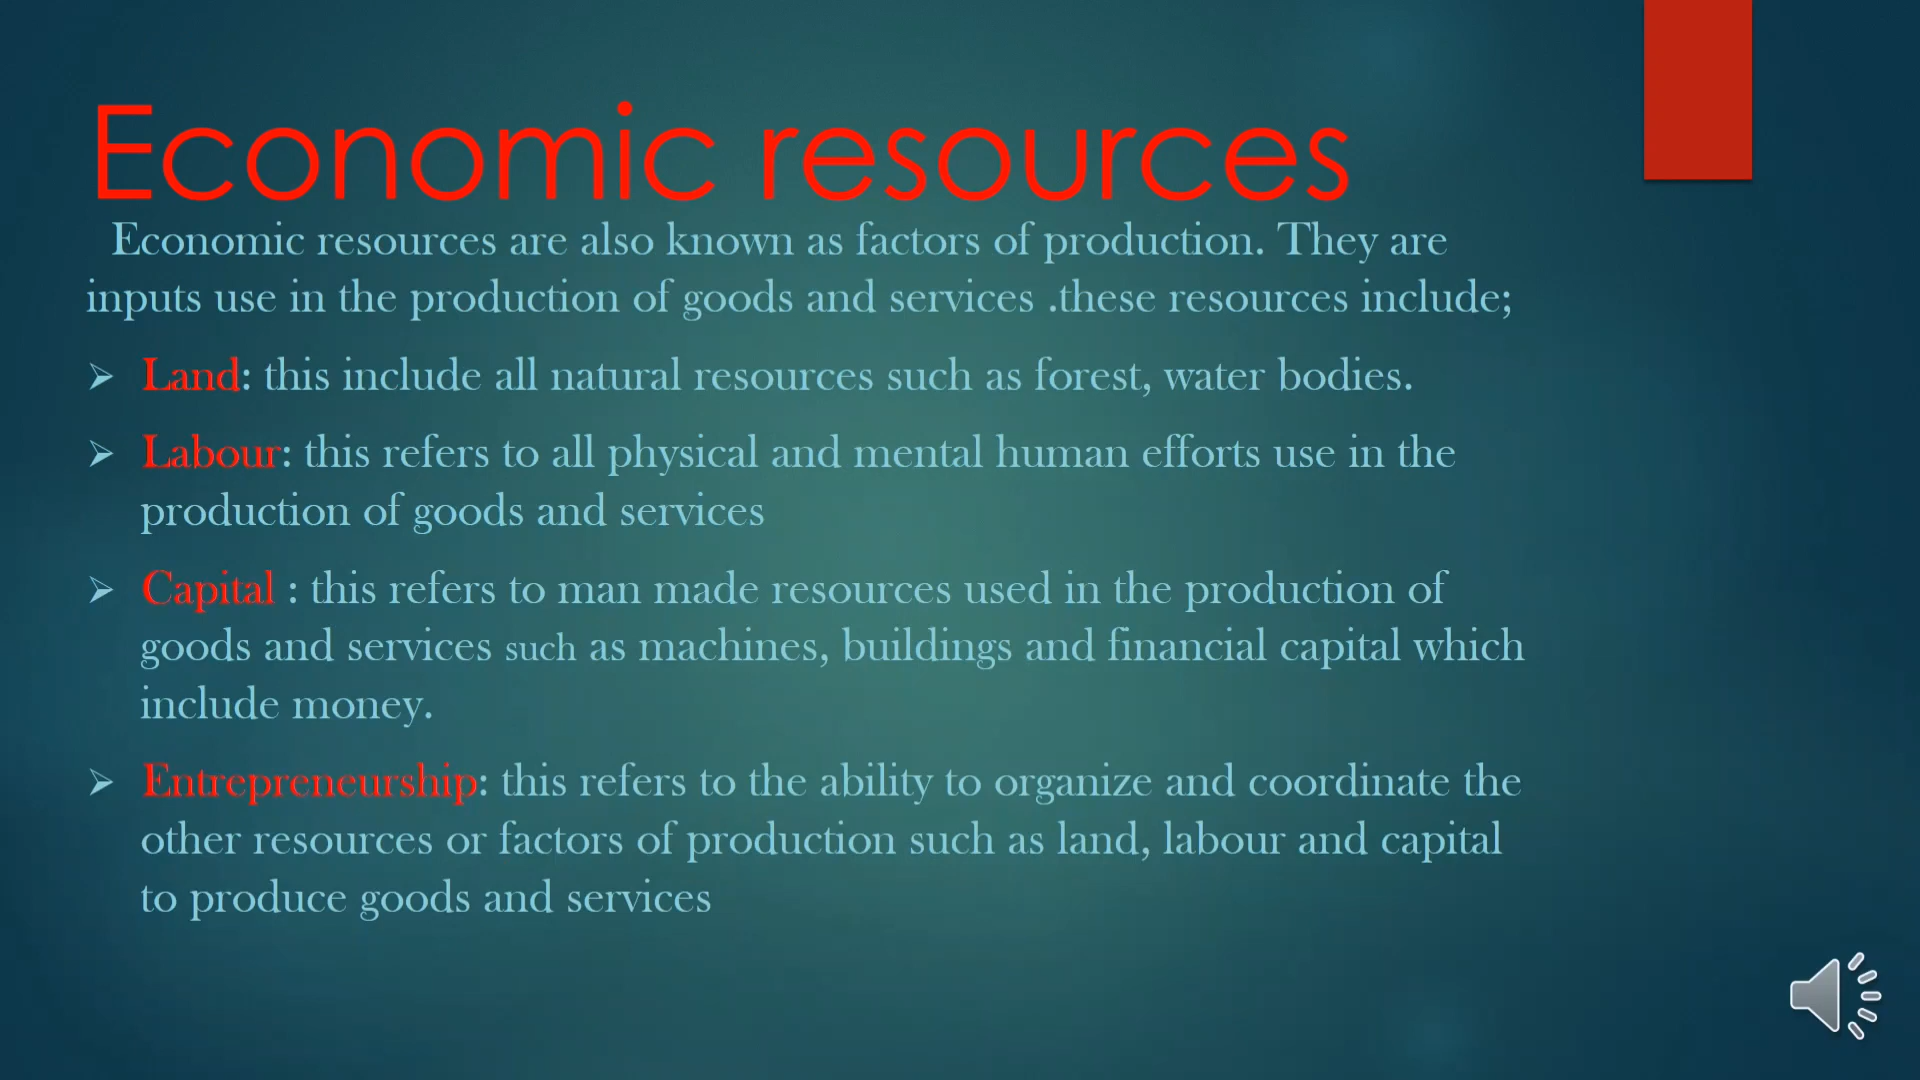 Economic resources
Economic resources are also known as factors of production. They are
inputs use in the production of goods and services .these resources include;
➢ Land: this include all natural resources such as forest, water bodies.
➢ Labour: this refers to all physical and mental human efforts use in the
production of goods and services
➢ Capital : this refers to man made resources used in the production of
goods and services such as machines, buildings and financial capital which
include money.
➢ Entrepreneurship: this refers to the ability to organize and coordinate the
other resources or factors of production such as land, labour and capital
to produce goods and services